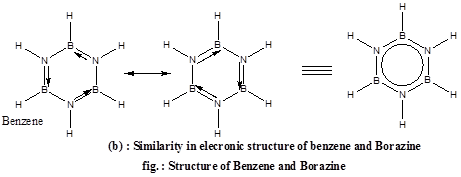 H
H B H
N N
B B
H N H
H
Benzene
H
H B H
N N
B B
H N H
H
H
H B H
N N
B B
H N H
H
(b) : Similarity in elecronic structure of benzene and Borazine
fig. : Structure of Benzene and Borazine